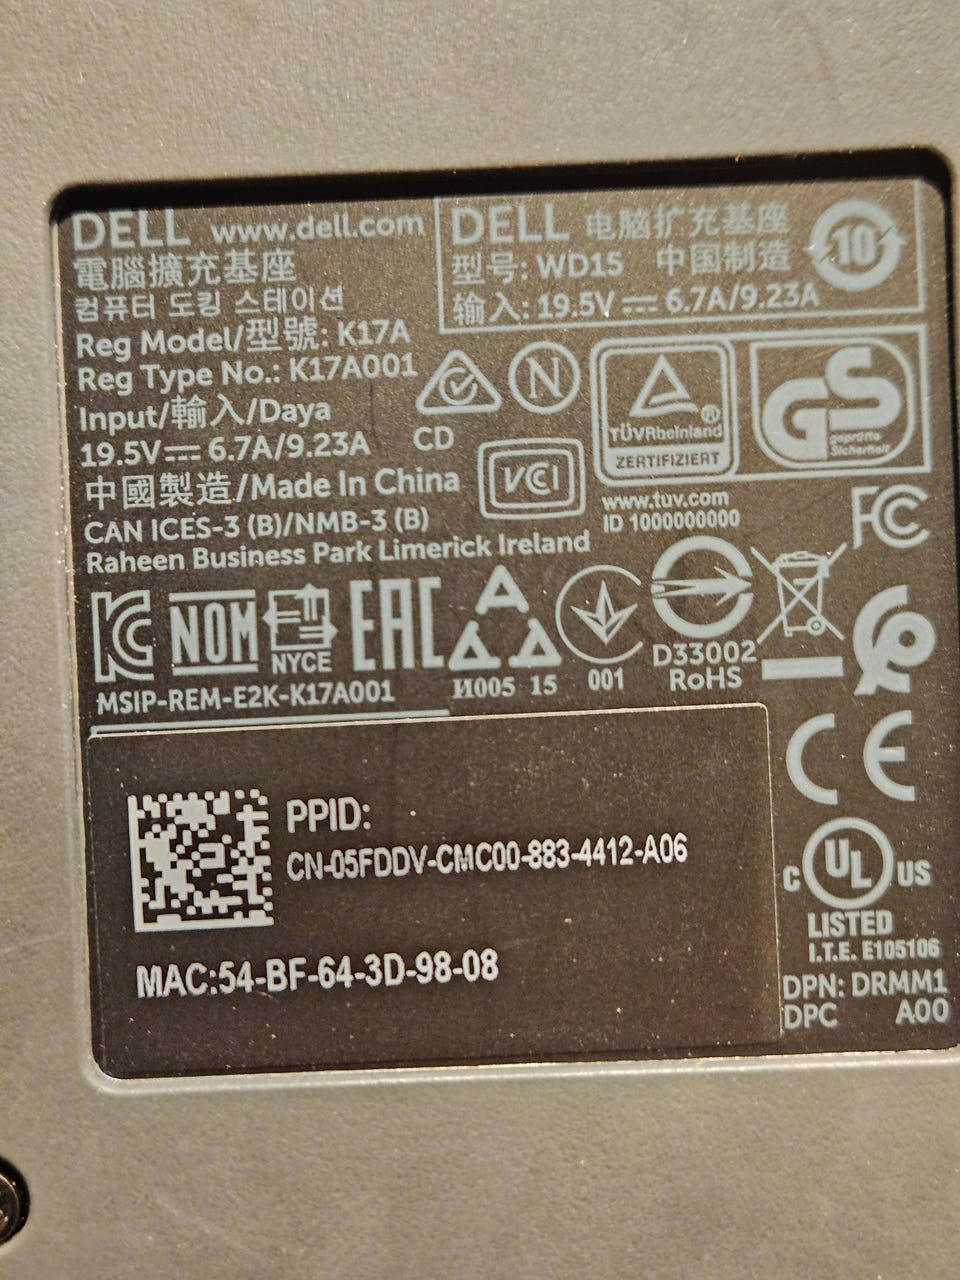 DELL www.dell.com
電腦擴充基座
컴퓨터 도킹 스테이션
Reg Model/型號: K17A
Reg Type No.: K17A001
Input/輸入/Daya
19.5V⎓ 6.7A/9.23A
中國製造/Made In China
CAN ICES-3 (B)/NMB-3 (B)
Raheen Business Park Limerick Ireland
DELL 电脑扩充基座
型号: WD15 中国制造
输入: 19.5V⎓ 6.7A/9.23A
10
CD
N
VCI
TÜVRheinland®
ZERTIFIZIERT
www.tuv.com
ID 1000000000
GS
geprüfte
Sicherheit
FC
KC
MSIP-REM-E2K-K17A001
NOM
NYCE
EAC
И005 15
001
D33002
RoHS
CE
C UL US
LISTED
I.T.E. E105106
DPN: DRMM1
DPC A00
PPID:
CN-05FDDV-CMC00-883-4412-A06
MAC:54-BF-64-3D-98-08